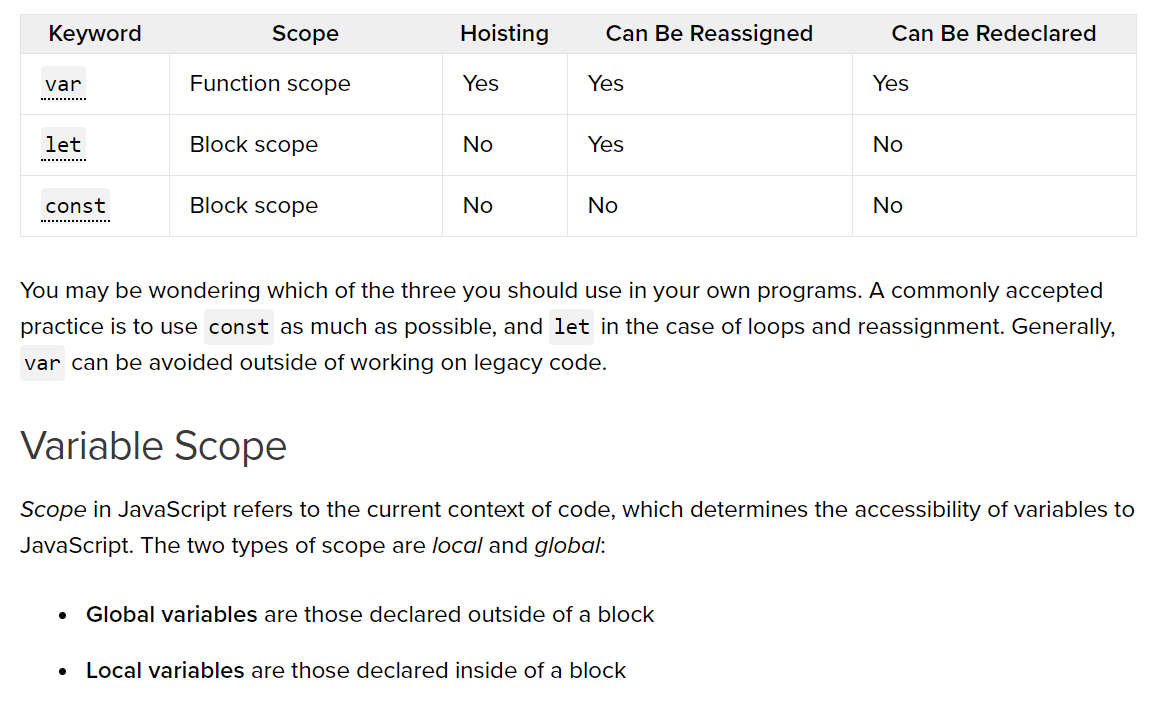 Keyword Scope Hoisting Can Be Reassigned Can Be Redeclared
var Function scope Yes Yes Yes
let Block scope No Yes No
const Block scope No No No
You may be wondering which of the three you should use in your own programs. A commonly accepted
practice is to use const as much as possible, and let in the case of loops and reassignment. Generally,
var can be avoided outside of working on legacy code.
Variable Scope
Scope in JavaScript refers to the current context of code, which determines the accessibility of variables to
JavaScript. The two types of scope are local and global:
• Global variables are those declared outside of a block
• Local variables are those declared inside of a block